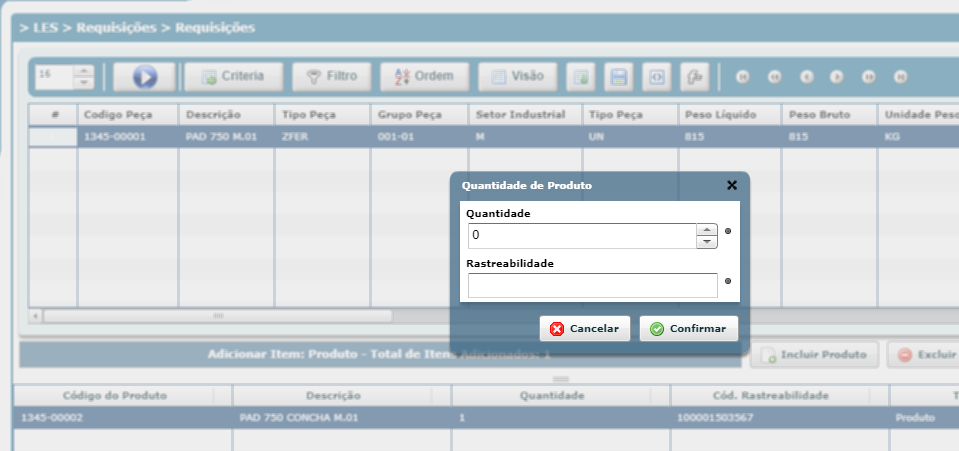 > LES > Requisições > Requisições
16 Criteria Filtro Ordem Visão
# Codigo Peça Descrição Tipo Peça Grupo Peça Setor Industrial Tipo Peça Peso Líquido Peso Bruto Unidade Peso
1345-00001 PAD 750 M.01 ZFER 001-01 M UN 815 815 KG
Quantidade de Produto
Quantidade
0
Rastreabilidade
Cancelar Confirmar
Adicionar Item: Produto - Total de Itens Adicionados: 1 Incluir Produto Excluir
Código do Produto Descrição Quantidade Cód. Rastreabilidade T
1345-00002 PAD 750 CONCHA M.01 1 100001503567 Produto